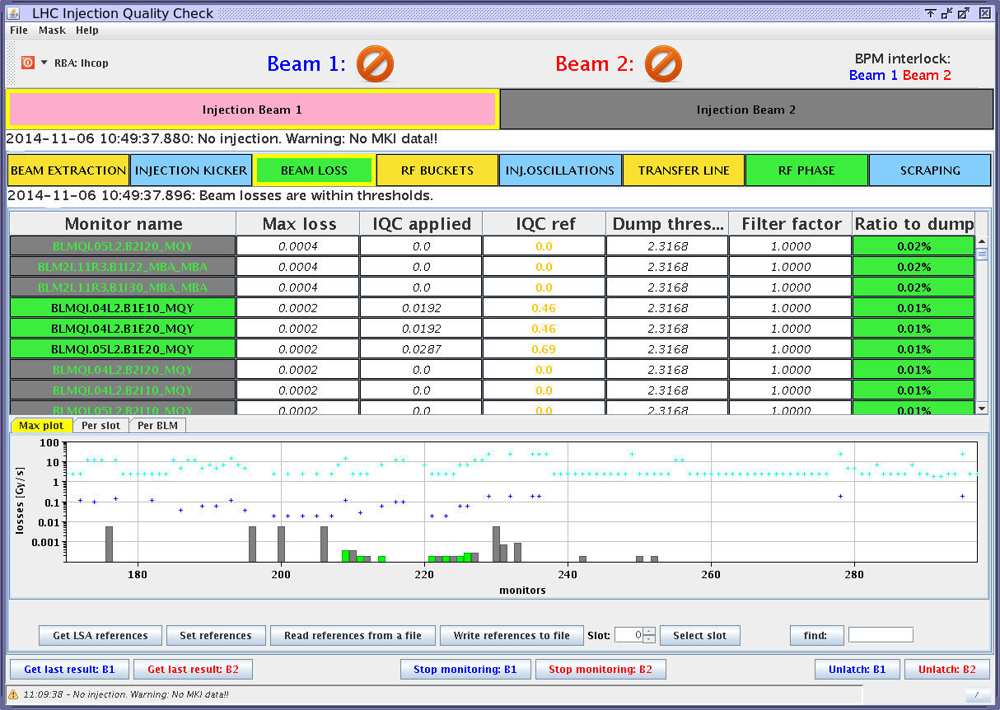 LHC Injection Quality Check
File Mask Help
RBA: lhcop
Beam 1:
Beam 2:
BPM interlock:
Beam 1 Beam 2
Injection Beam 1 Injection Beam 2
2014-11-06 10:49:37.880: No injection. Warning: No MKI data!!
BEAM EXTRACTION INJECTION KICKER BEAM LOSS RF BUCKETS INJ.OSCILLATIONS TRANSFER LINE RF PHASE SCRAPING
2014-11-06 10:49:37.896: Beam losses are within thresholds.
Monitor name Max loss IQC applied IQC ref Dump thres... Filter factor Ratio to dump
BLMQI.05L2.B2I20_MQY 0.0004 0.0 0.0 2.3168 1.0000 0.02%
BLM2I.11R3.B1I22_MBA_MBA 0.0004 0.0 0.0 2.3168 1.0000 0.02%
BLM2I.11R3.B1I30_MBA_MBA 0.0004 0.0 0.0 2.3168 1.0000 0.02%
BLMQI.04L2.B1E10_MQY 0.0002 0.0192 0.46 2.3168 1.0000 0.01%
BLMQI.04L2.B1E20_MQY 0.0002 0.0192 0.46 2.3168 1.0000 0.01%
BLMQI.05L2.B1E20_MQY 0.0002 0.0287 0.69 2.3168 1.0000 0.01%
BLMQI.04L2.B2I20_MQY 0.0002 0.0 0.0 2.3168 1.0000 0.01%
BLMQI.04L2.B2I10_MQY 0.0002 0.0 0.0 2.3168 1.0000 0.01%
BLMQI.05L2.B2I10_MQY 0.0002 0.0 0.0 2.3168 1.0000 0.01%
Max plot Per slot Per BLM
losses [Gy/s]
100
10
1
0.1
0.01
0.001
180 200 220 240 260 280
monitors
Get LSA references Set references Read references from a file Write references to file Slot: 0 Select slot find:
Get last result: B1 Get last result: B2 Stop monitoring: B1 Stop monitoring: B2 Unlatch: B1 Unlatch: B2
11:09:38 - No injection. Warning: No MKI data!!